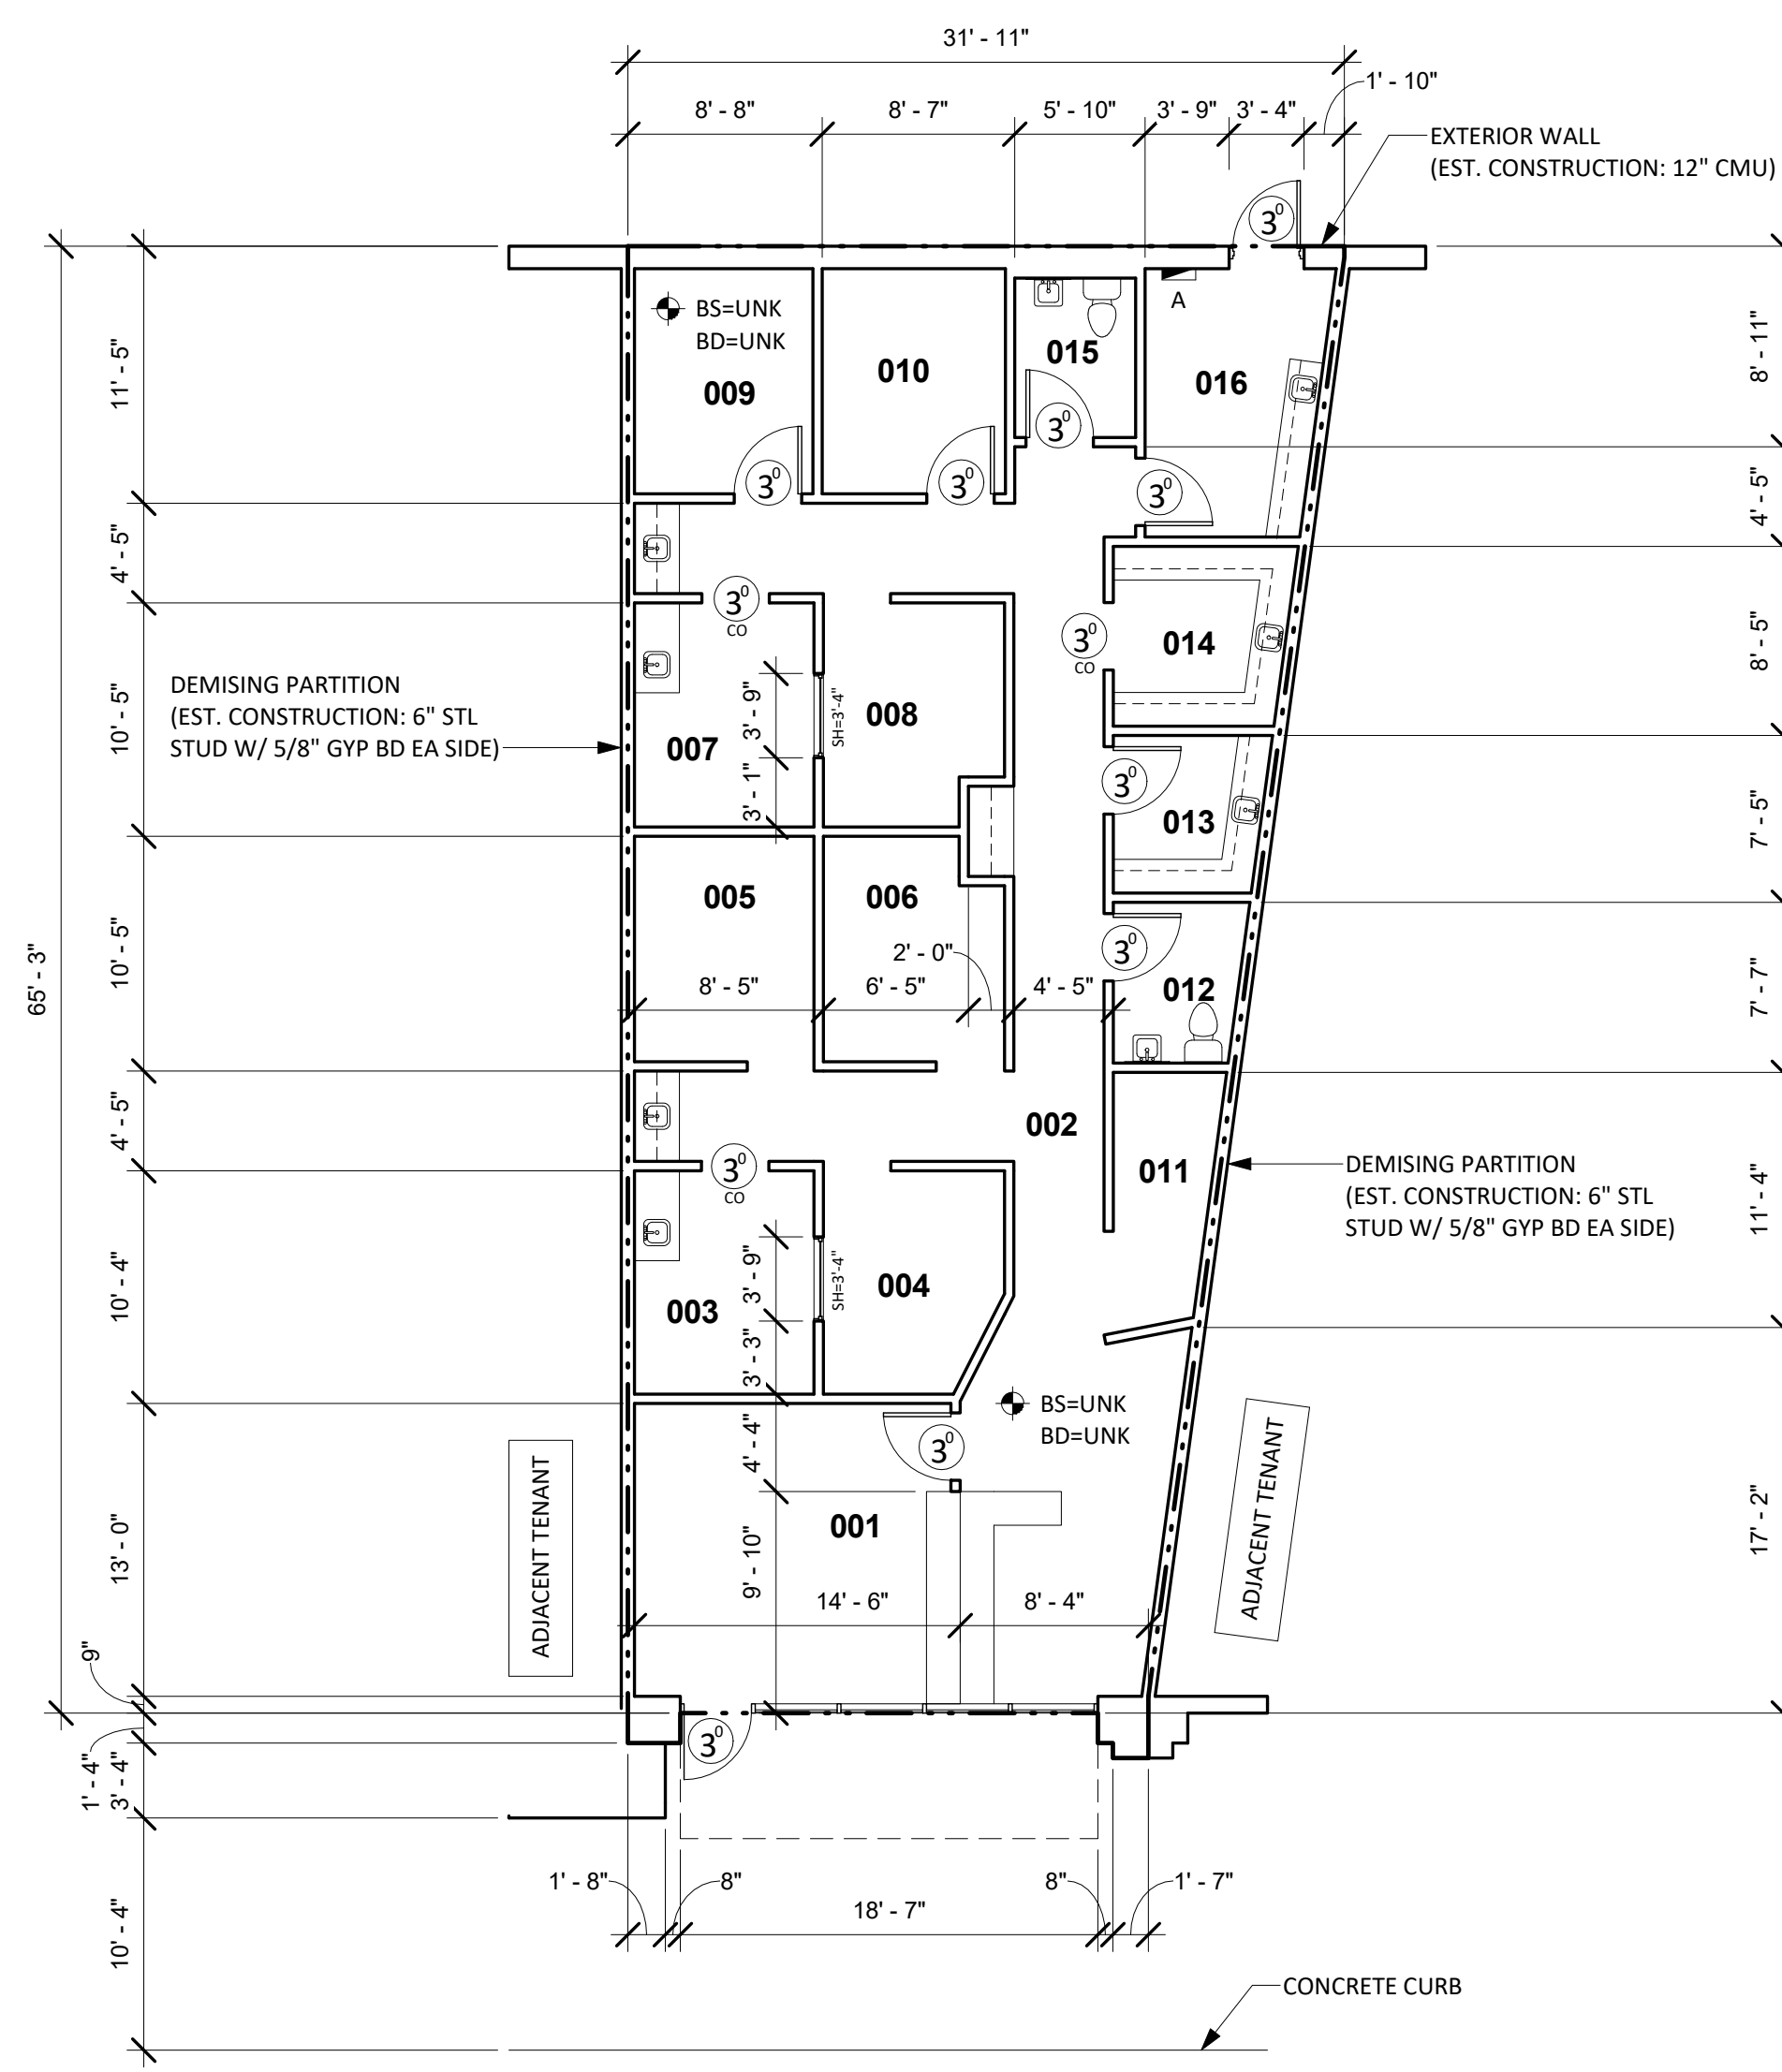 31' - 11"
1' - 10"
8' - 8"
8' - 7"
5' - 10"
3' - 9"
3' - 4"
EXTERIOR WALL
(EST. CONSTRUCTION: 12" CMU)
3⁰
BS=UNK
BD=UNK
009
010
015
A
016
3⁰
3⁰
3⁰
3⁰
11' - 5"
8' - 11"
4' - 5"
4' - 5"
3⁰
CO
3⁰
CO
014
8' - 5"
DEMISING PARTITION
(EST. CONSTRUCTION: 6" STL
STUD W/ 5/8" GYP BD EA SIDE)
10' - 5"
007
3' - 9"
SH=3'-4"
008
3' - 1"
3⁰
013
7' - 5"
005
006
65' - 3"
10' - 5"
2' - 0"
8' - 5"
6' - 5"
4' - 5"
3⁰
012
7' - 7"
4' - 5"
002
3⁰
CO
011
DEMISING PARTITION
(EST. CONSTRUCTION: 6" STL
STUD W/ 5/8" GYP BD EA SIDE)
11' - 4"
10' - 4"
003
3' - 9"
SH=3'-4"
004
3' - 3"
BS=UNK
BD=UNK
4' - 4"
3⁰
ADJACENT TENANT
ADJACENT TENANT
13' - 0"
001
9' - 10"
14' - 6"
8' - 4"
17' - 2"
9"
3⁰
1' - 4"
3' - 4"
1' - 8"
8"
18' - 7"
8"
1' - 7"
10' - 4"
CONCRETE CURB